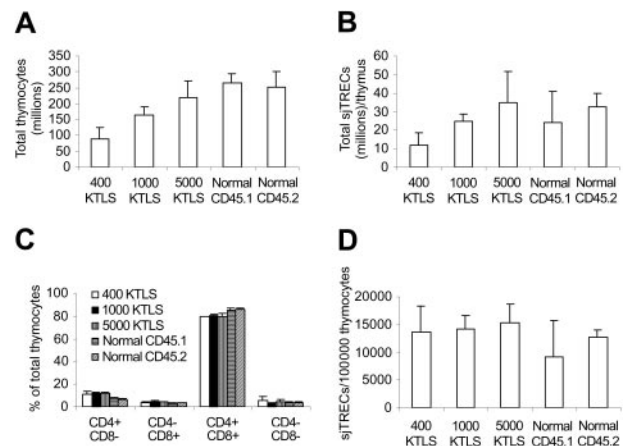 A
Total thymocytes
(millions)
350
300
250
200
150
100
50
0
400
KTLS
1000
KTLS
5000
KTLS
Normal
CD45.1
Normal
CD45.2
B
Total sjTRECs
(millions)/thymus
60
50
40
30
20
10
0
400
KTLS
1000
KTLS
5000
KTLS
Normal
CD45.1
Normal
CD45.2
C
% of total thymocytes
100
80
60
40
20
0
400 KTLS
1000 KTLS
5000 KTLS
Normal CD45.1
Normal CD45.2
CD4+
CD8-
CD4-
CD8+
CD4+
CD8+
CD4-
CD8-
D
sjTRECs/100000 thymocytes
20000
15000
10000
5000
0
400
KTLS
1000
KTLS
5000
KTLS
Normal
CD45.1
Normal
CD45.2